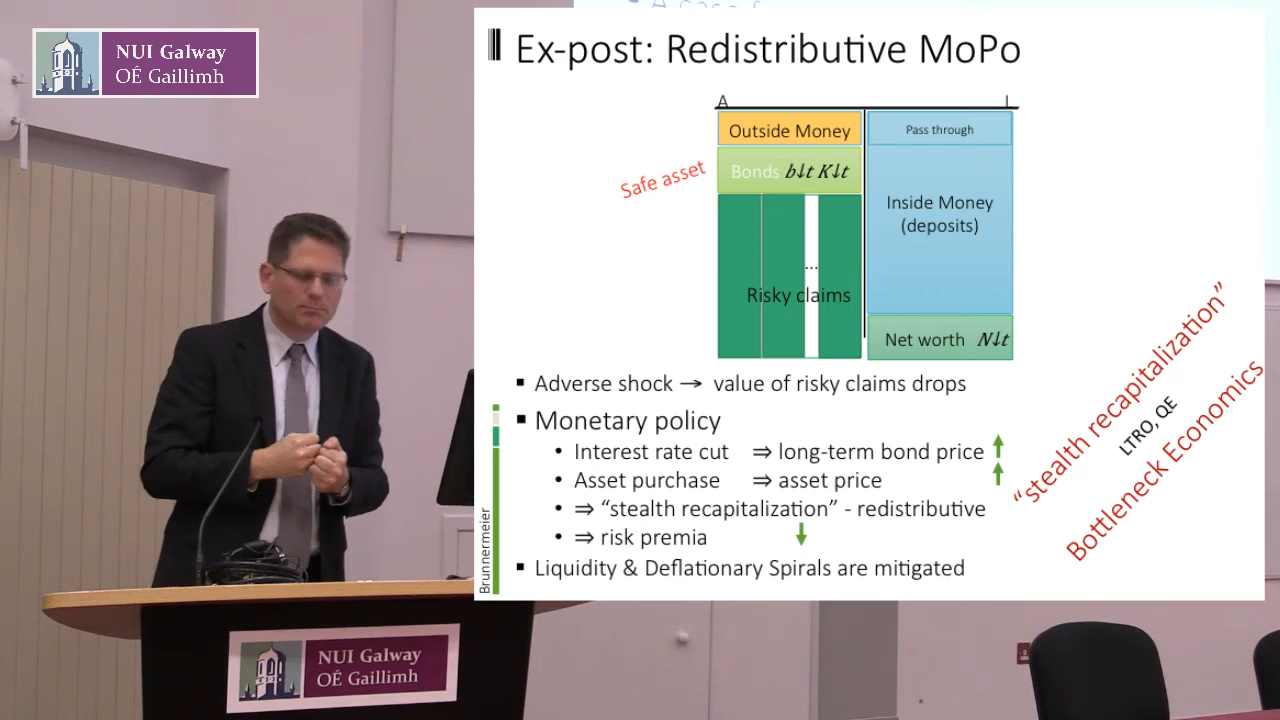 NUI Galway
OÉ Gaillimh
Ex-post: Redistributive MoPo
A
L
Outside Money
Pass through
Safe asset
Bonds b↓t K↓t
Inside Money
(deposits)
...
Risky claims
Net worth N↓t
▪ Adverse shock → value of risky claims drops
▪ Monetary policy
• Interest rate cut ⇒ long-term bond price ↑
• Asset purchase ⇒ asset price ↑
• ⇒ "stealth recapitalization" - redistributive
• ⇒ risk premia ↓
▪ Liquidity & Deflationary Spirals are mitigated
"stealth recapitalization"
LTRO, QE
Bottleneck Economics
Brunnermeier
NUI Galway
OÉ Gaillimh